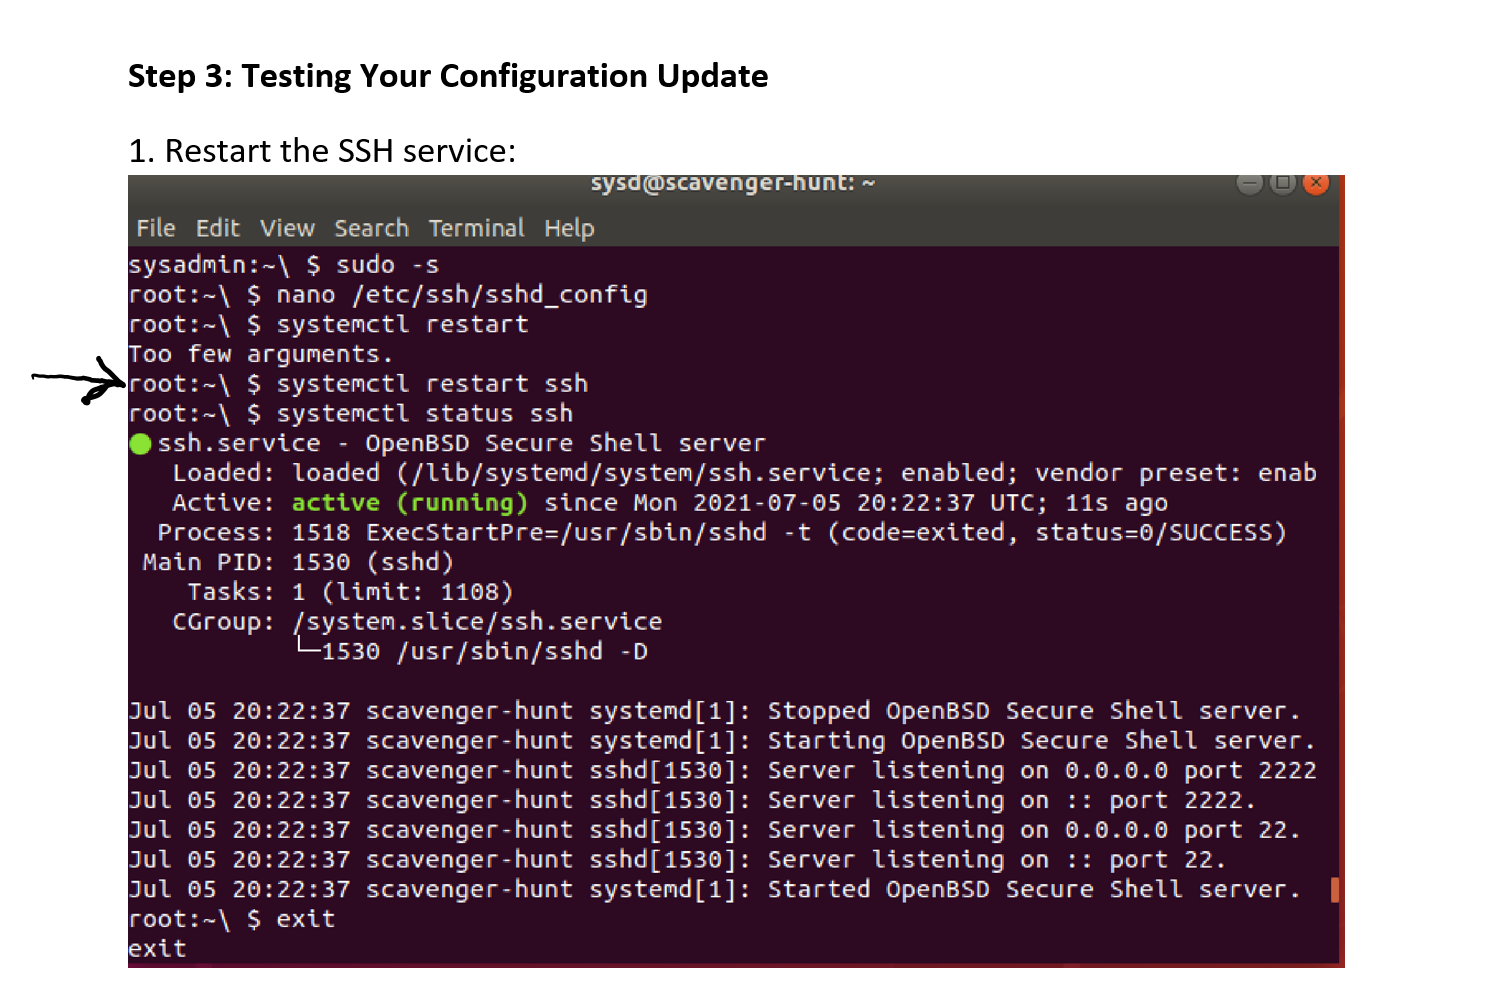 Step 3: Testing Your Configuration Update
1. Restart the SSH service:
sysd@scavenger-hunt: ~
File Edit View Search Terminal Help
sysadmin:~\ $ sudo -s
root:~\ $ nano /etc/ssh/sshd_config
root:~\ $ systemctl restart
Too few arguments.
root:~\ $ systemctl restart ssh
root:~\ $ systemctl status ssh
● ssh.service - OpenBSD Secure Shell server
   Loaded: loaded (/lib/systemd/system/ssh.service; enabled; vendor preset: enab
   Active: active (running) since Mon 2021-07-05 20:22:37 UTC; 11s ago
  Process: 1518 ExecStartPre=/usr/sbin/sshd -t (code=exited, status=0/SUCCESS)
 Main PID: 1530 (sshd)
    Tasks: 1 (limit: 1108)
   CGroup: /system.slice/ssh.service
           └─1530 /usr/sbin/sshd -D
Jul 05 20:22:37 scavenger-hunt systemd[1]: Stopped OpenBSD Secure Shell server.
Jul 05 20:22:37 scavenger-hunt systemd[1]: Starting OpenBSD Secure Shell server.
Jul 05 20:22:37 scavenger-hunt sshd[1530]: Server listening on 0.0.0.0 port 2222
Jul 05 20:22:37 scavenger-hunt sshd[1530]: Server listening on :: port 2222.
Jul 05 20:22:37 scavenger-hunt sshd[1530]: Server listening on 0.0.0.0 port 22.
Jul 05 20:22:37 scavenger-hunt sshd[1530]: Server listening on :: port 22.
Jul 05 20:22:37 scavenger-hunt systemd[1]: Started OpenBSD Secure Shell server.
root:~\ $ exit
exit